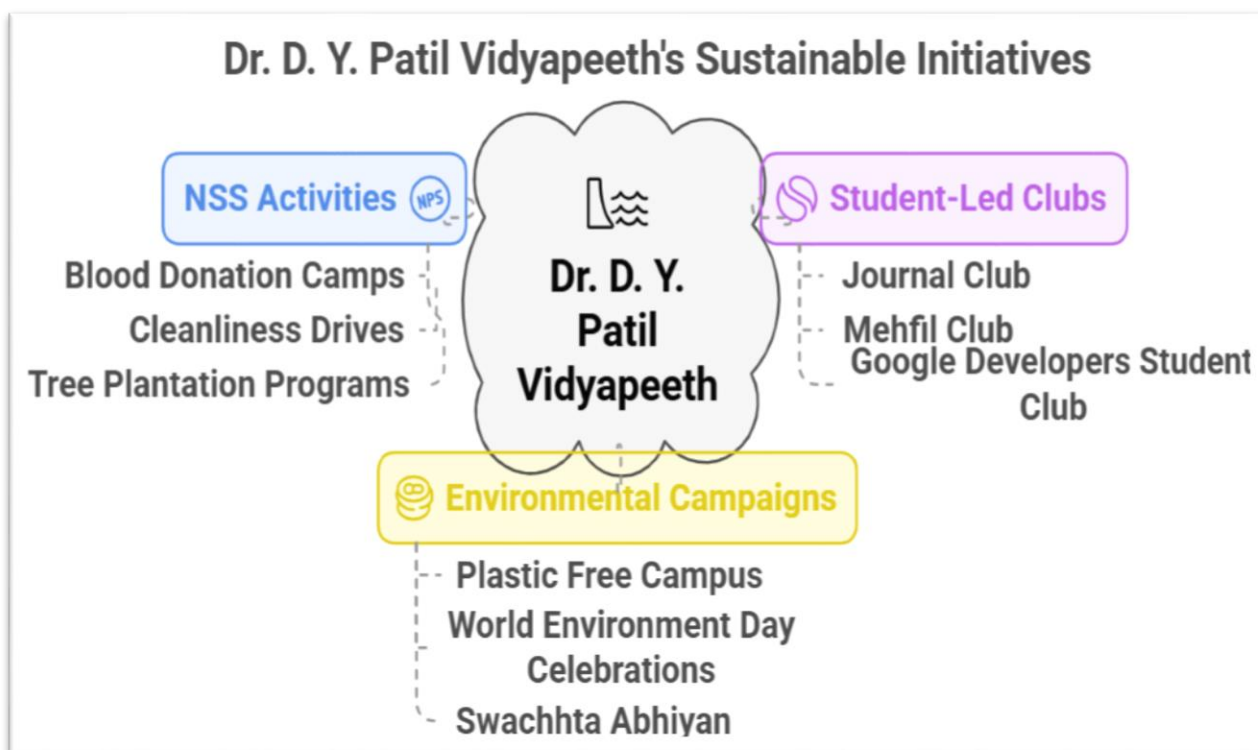 Dr. D. Y. Patil Vidyapeeth's Sustainable Initiatives
NSS Activities
NPS
Blood Donation Camps
Cleanliness Drives
Tree Plantation Programs
Dr. D. Y.
Patil
Vidyapeeth
Student-Led Clubs
Journal Club
Mehfil Club
Google Developers Student
Club
Environmental Campaigns
Plastic Free Campus
World Environment Day
Celebrations
Swachhta Abhiyan